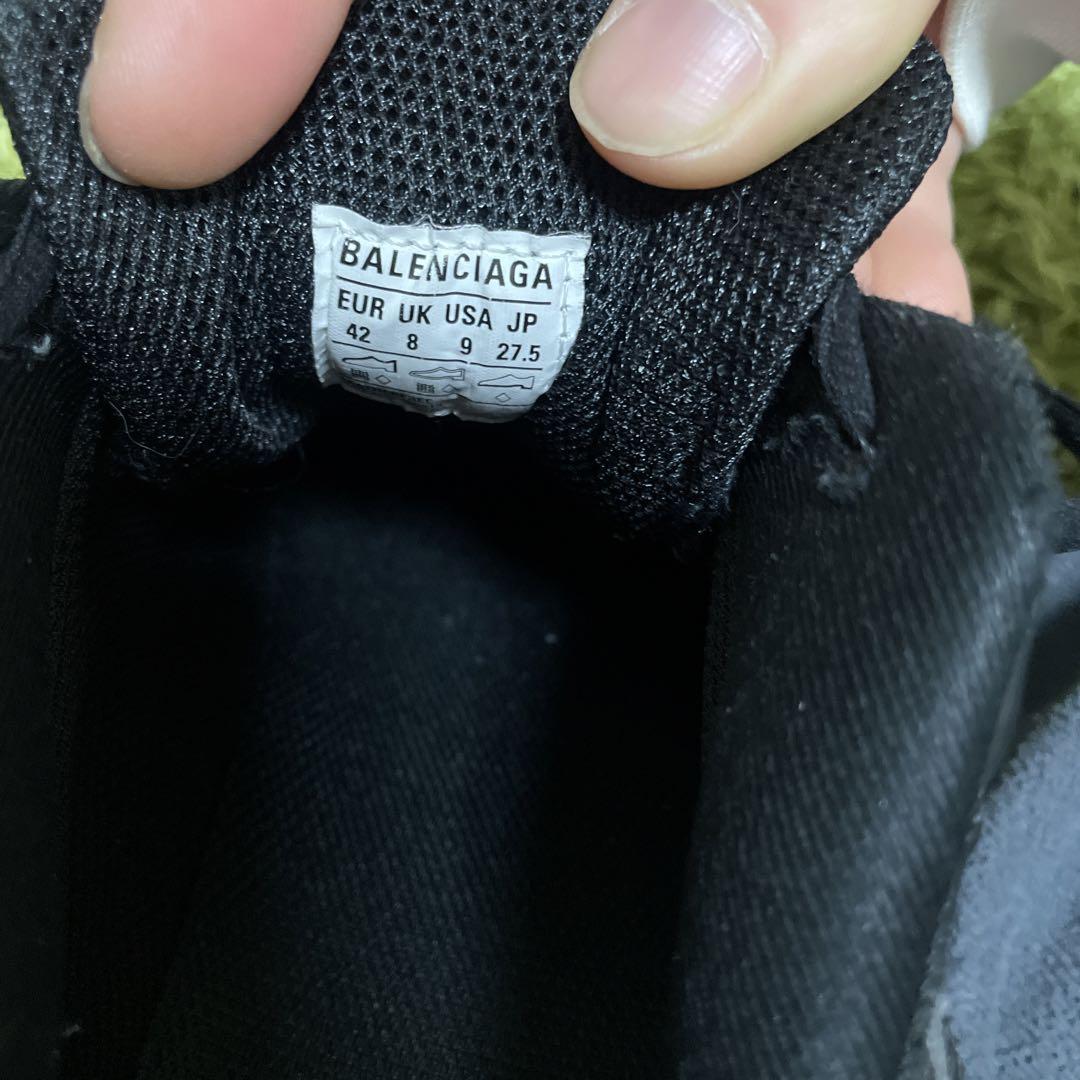 BALENCIAGA
EUR UK USA JP
42 8 9 27.5